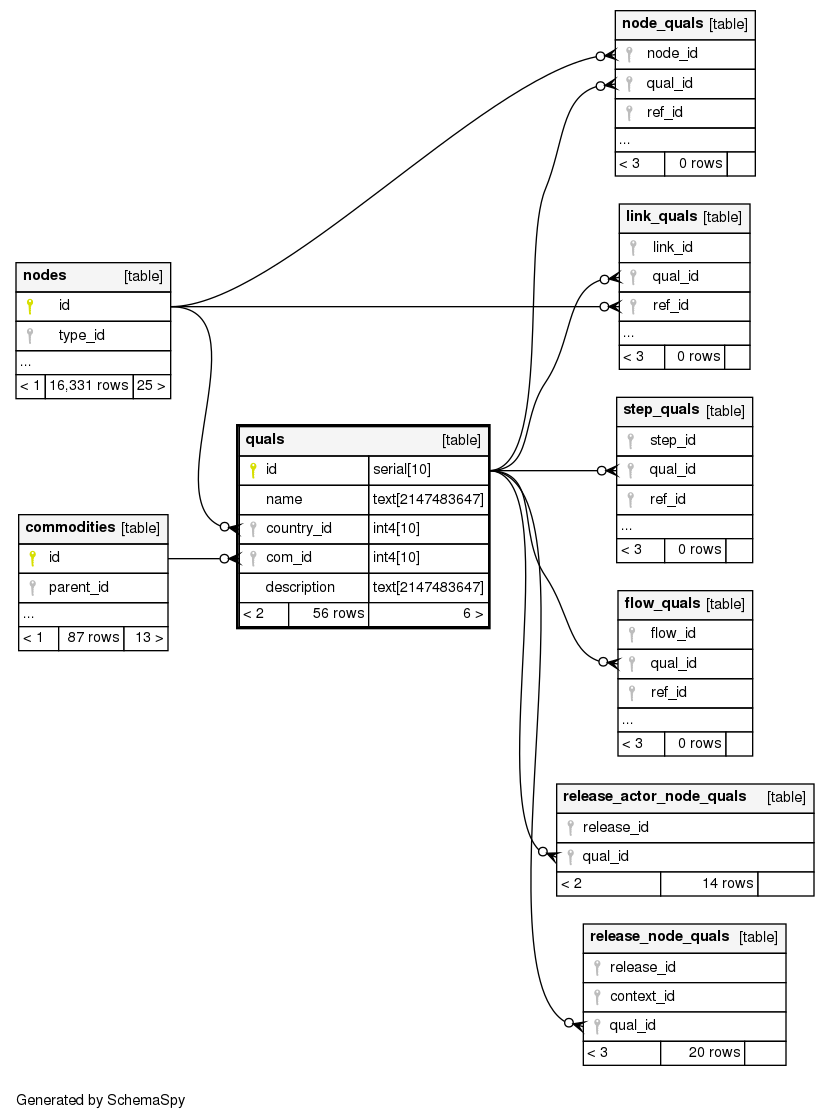 node_quals [table]
node_id
qual_id
ref_id
...
< 3 0 rows
link_quals [table]
link_id
qual_id
ref_id
...
< 3 0 rows
nodes [table]
id
type_id
...
< 1 16,331 rows 25 >
step_quals [table]
step_id
qual_id
ref_id
...
< 3 0 rows
quals [table]
id serial[10]
name text[2147483647]
country_id int4[10]
com_id int4[10]
description text[2147483647]
< 2 56 rows 6 >
commodities [table]
id
parent_id
...
< 1 87 rows 13 >
flow_quals [table]
flow_id
qual_id
ref_id
...
< 3 0 rows
release_actor_node_quals [table]
release_id
qual_id
< 2 14 rows
release_node_quals [table]
release_id
context_id
qual_id
< 3 20 rows
Generated by SchemaSpy